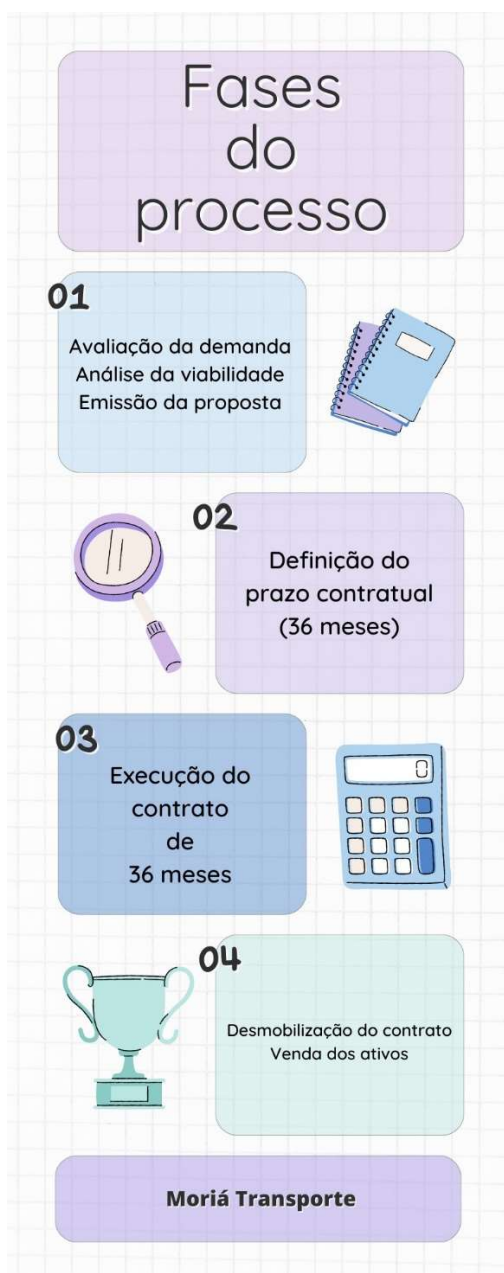 Fases
do
processo
01
Avaliação da demanda
Análise da viabilidade
Emissão da proposta
02
Definição do
prazo contratual
(36 meses)
03
Execução do
contrato
de
36 meses
0
04
Desmobilização do contrato
Venda dos ativos
Moriá Transporte